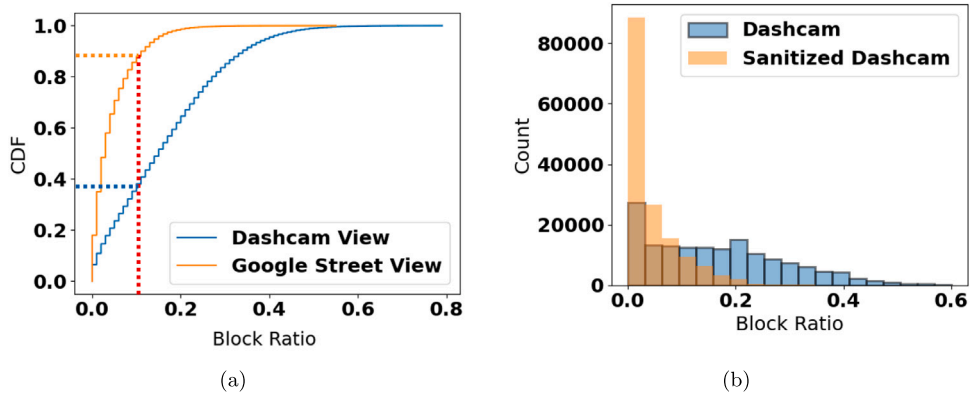 1.0
0.8
0.6
0.4
0.2
0.0
CDF
Dashcam View
Google Street View
0.0 0.2 0.4 0.6 0.8
Block Ratio
(a)
80000
60000
40000
20000
0
Count
Dashcam
Sanitized Dashcam
0.0 0.2 0.4 0.6
Block Ratio
(b)